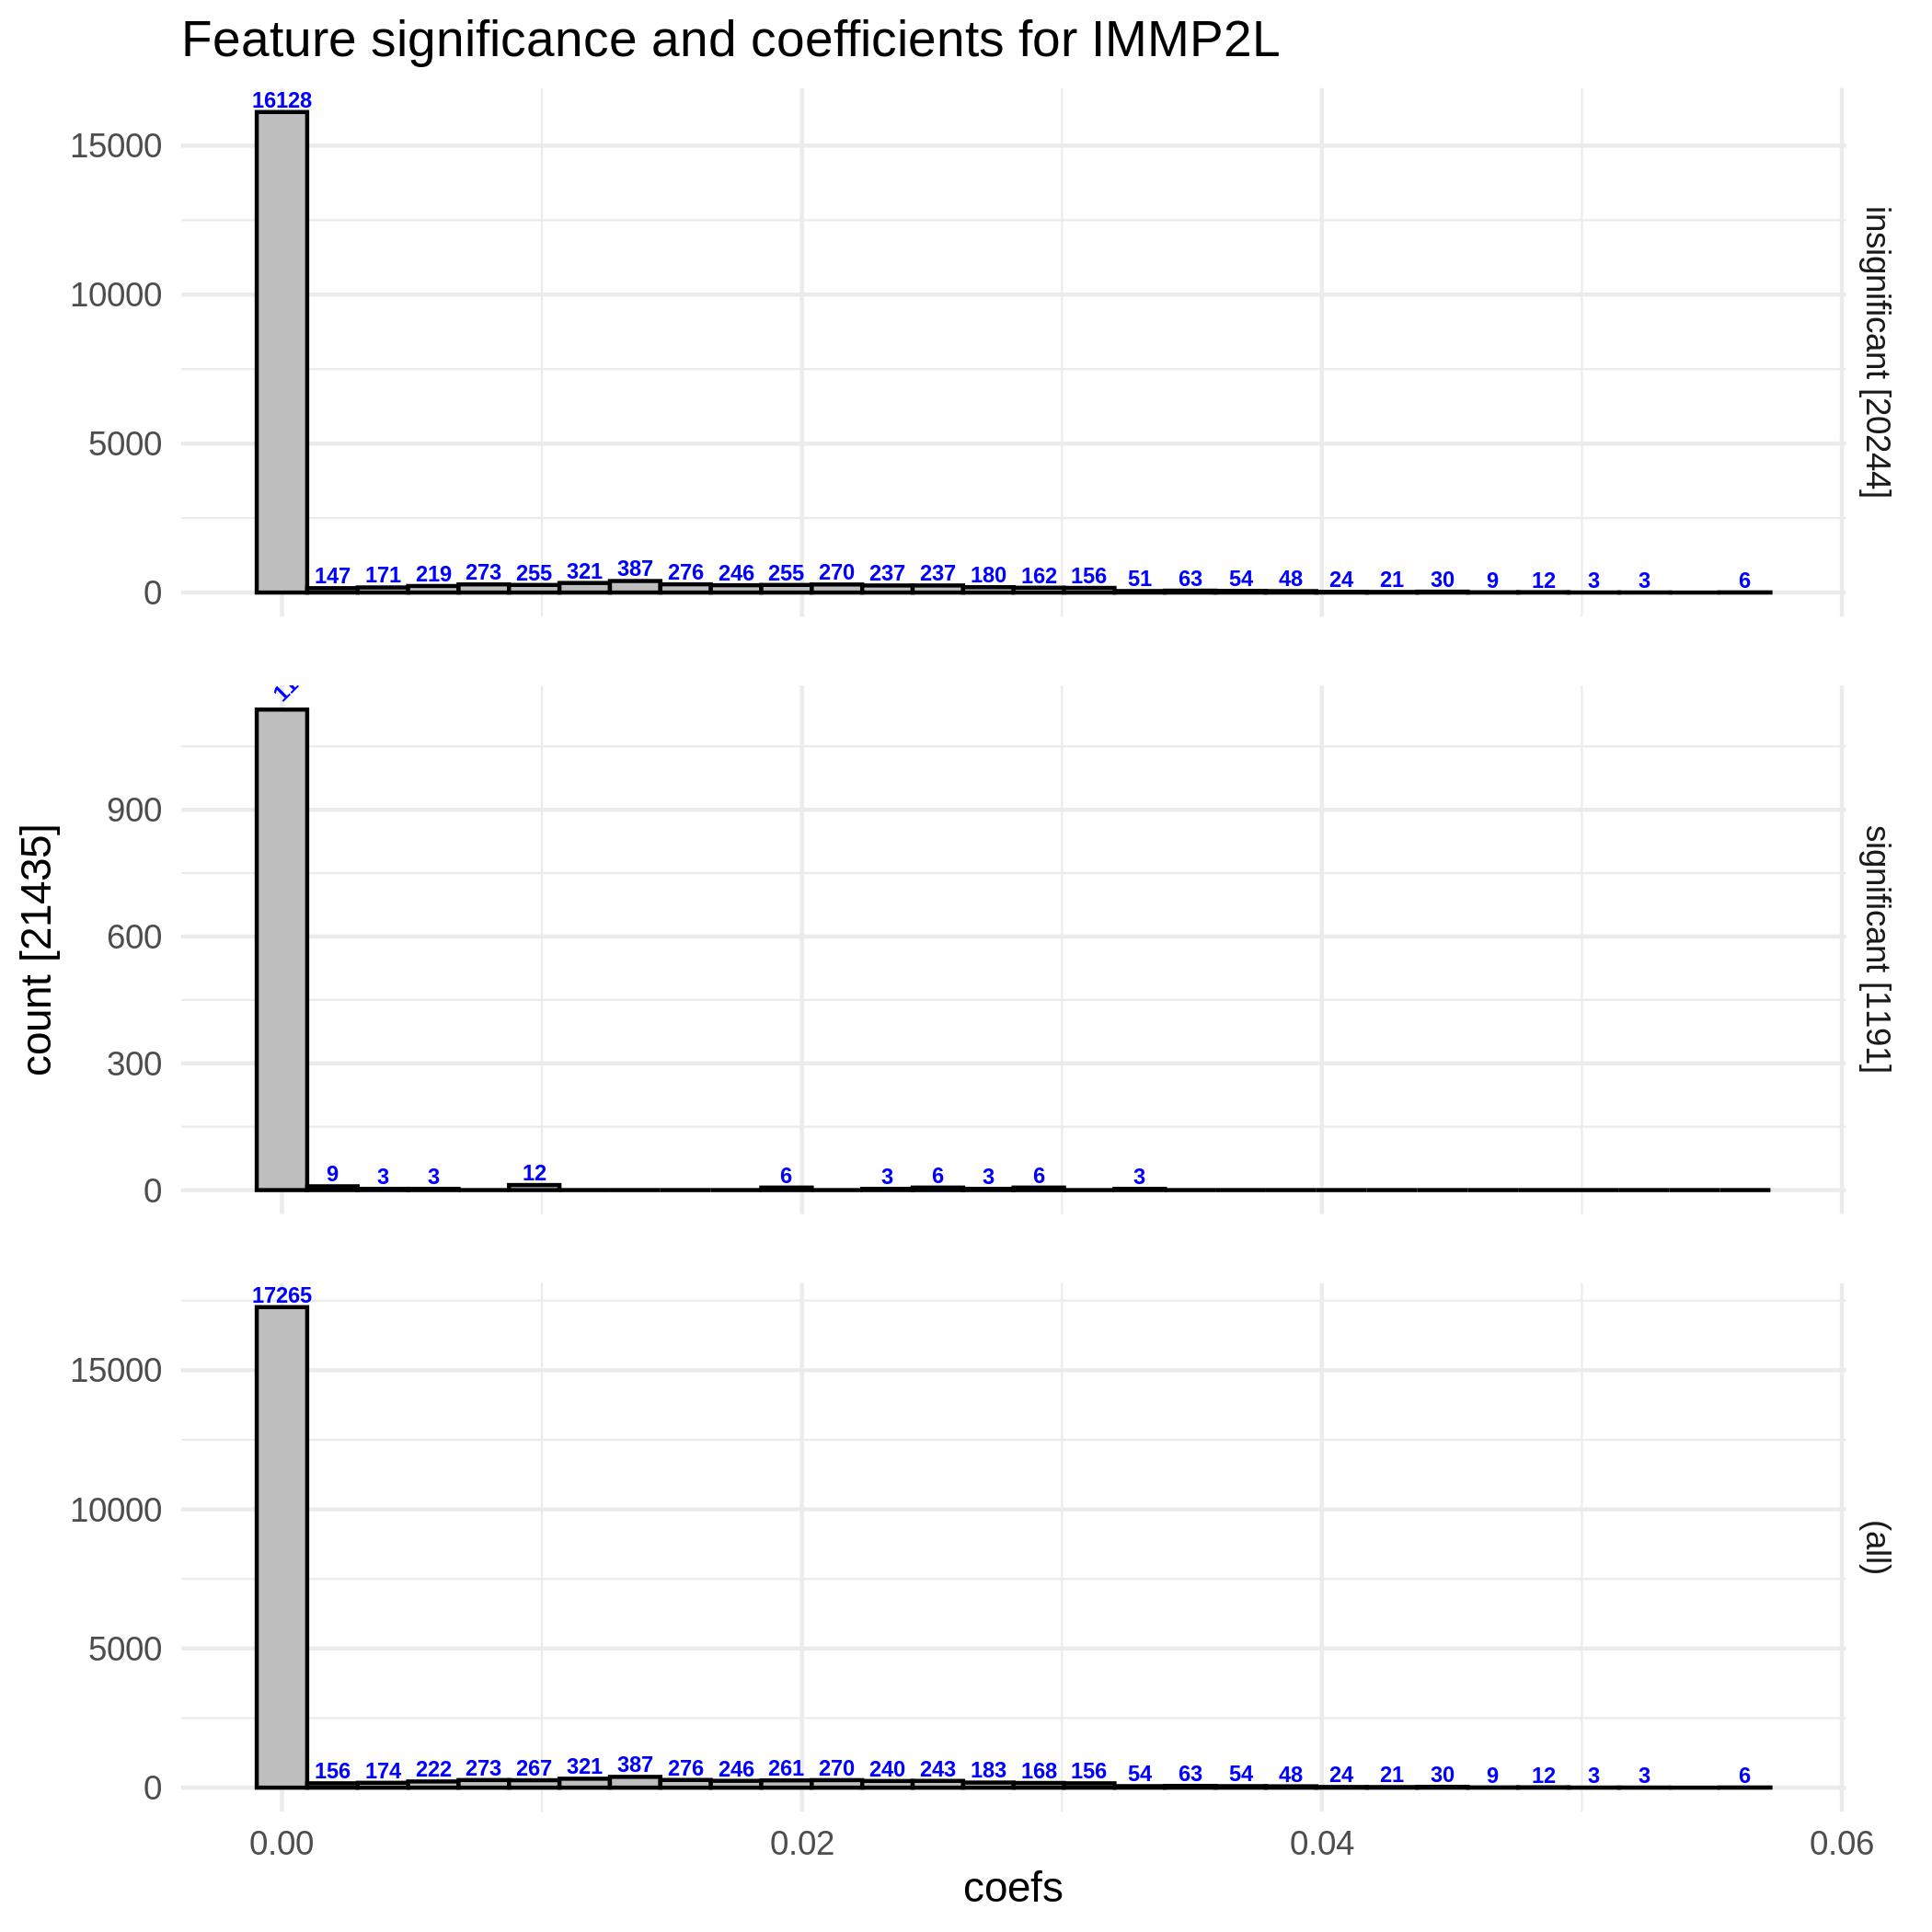 Feature significance and coefficients for IMMP2L
16128
15000
10000
5000
0
147 171 219 273 255 321 387 276 246 255 270 237 237 180 162 156 51 63 54 48 24 21 30 9 12 3 3 6
insignificant [20244]
900
600
300
0
9 3 3 12 6 3 6 3 6 3
significant [1191]
count [21435]
17265
15000
10000
5000
0
156 174 222 273 267 321 387 276 246 261 270 240 243 183 168 156 54 63 54 48 24 21 30 9 12 3 3 6
(all)
0.00 0.02 0.04 0.06
coefs